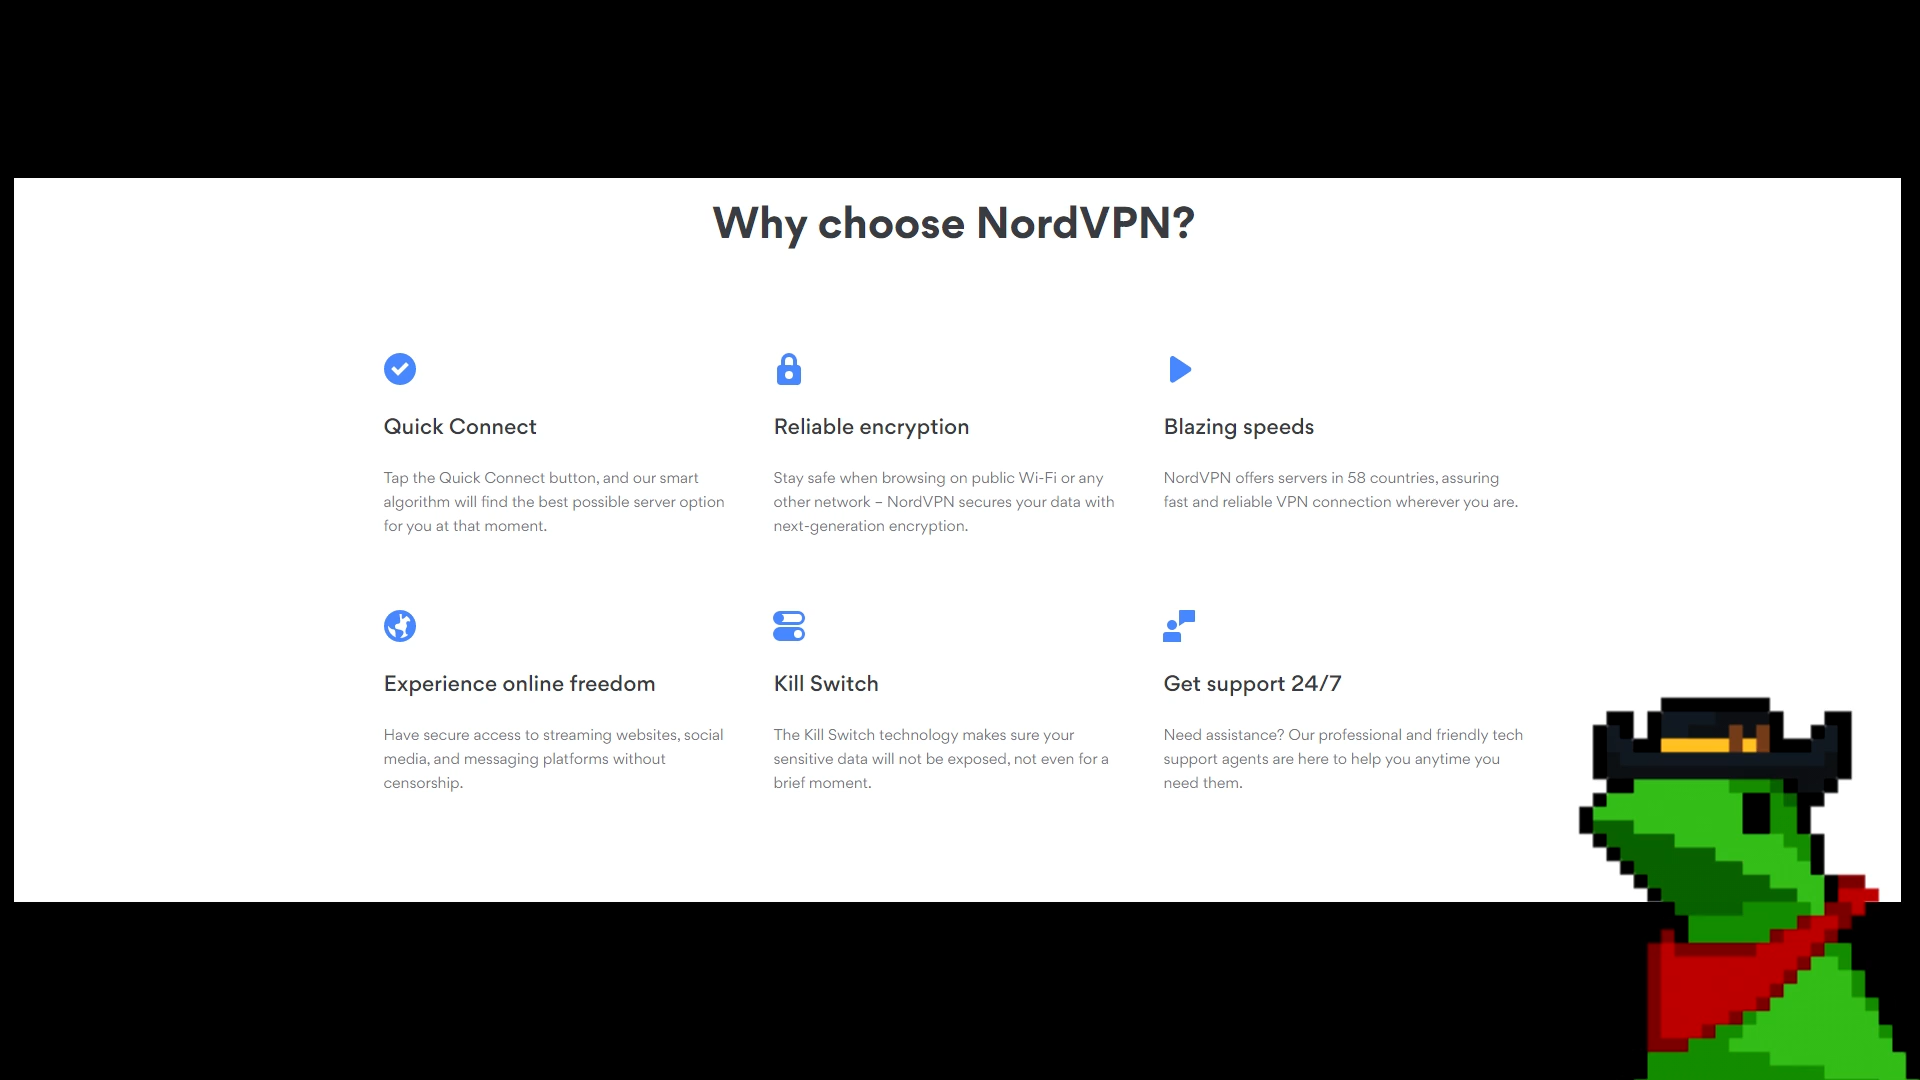 Why choose NordVPN?
Quick Connect
Tap the Quick Connect button, and our smart
algorithm will find the best possible server option
for you at that moment.
Reliable encryption
Stay safe when browsing on public Wi-Fi or any
other network – NordVPN secures your data with
next-generation encryption.
Blazing speeds
NordVPN offers servers in 58 countries, assuring
fast and reliable VPN connection wherever you are.
Experience online freedom
Have secure access to streaming websites, social
media, and messaging platforms without
censorship.
Kill Switch
The Kill Switch technology makes sure your
sensitive data will not be exposed, not even for a
brief moment.
Get support 24/7
Need assistance? Our professional and friendly tech
support agents are here to help you anytime you
need them.